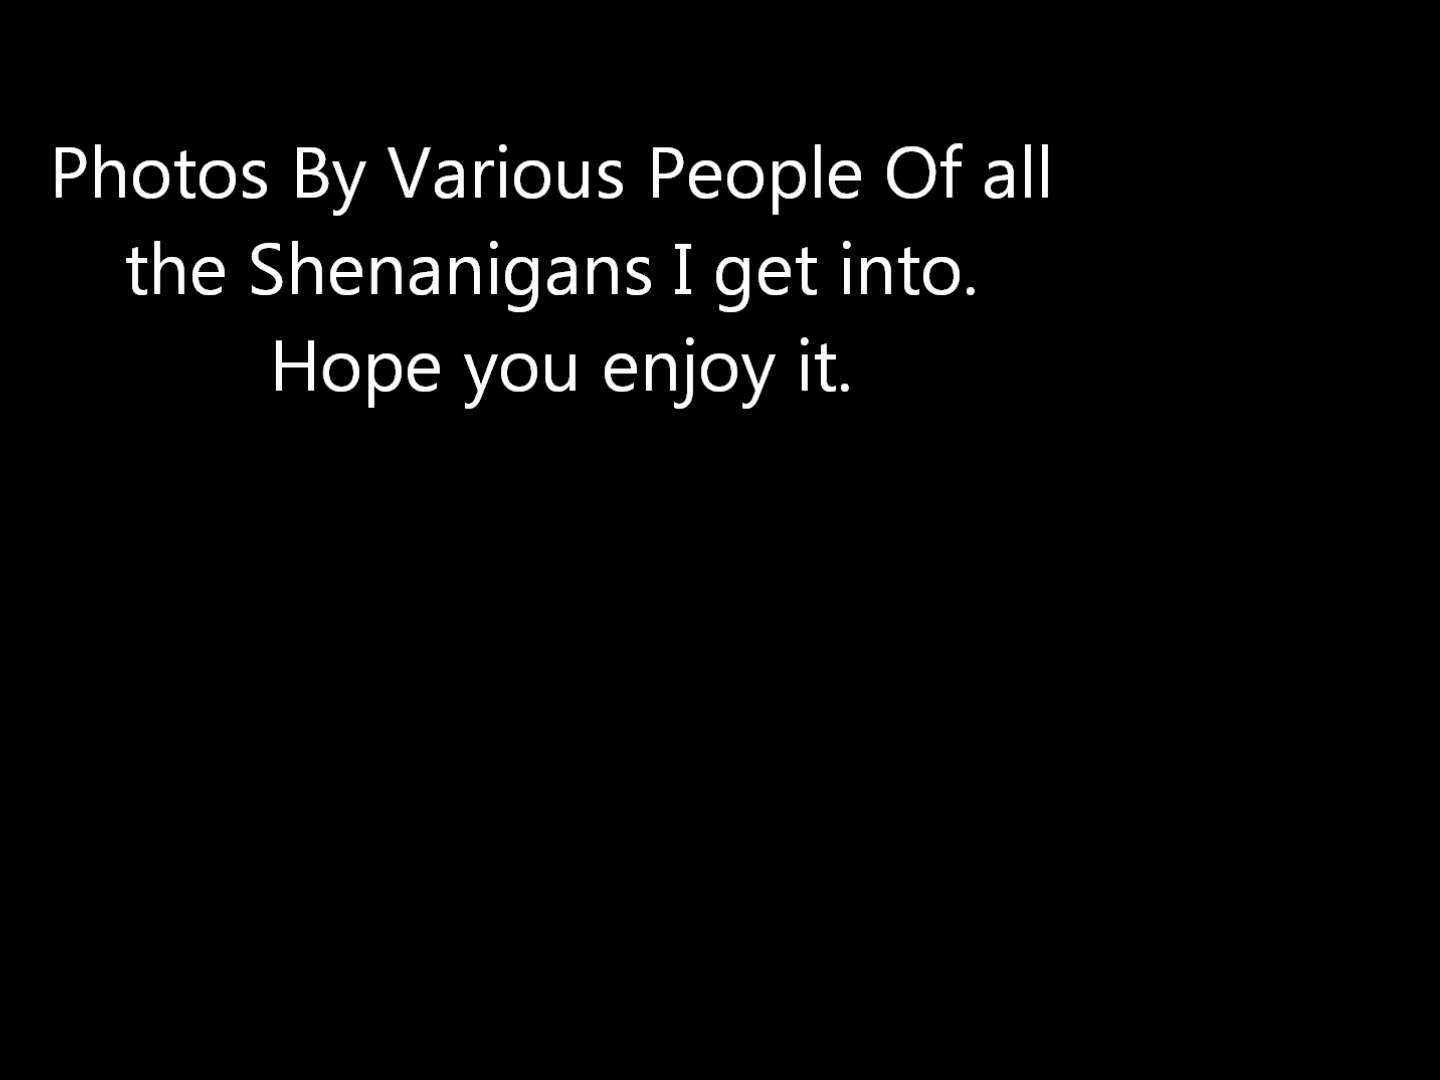 Photos By Various People Of all
the Shenanigans I get into.
Hope you enjoy it.